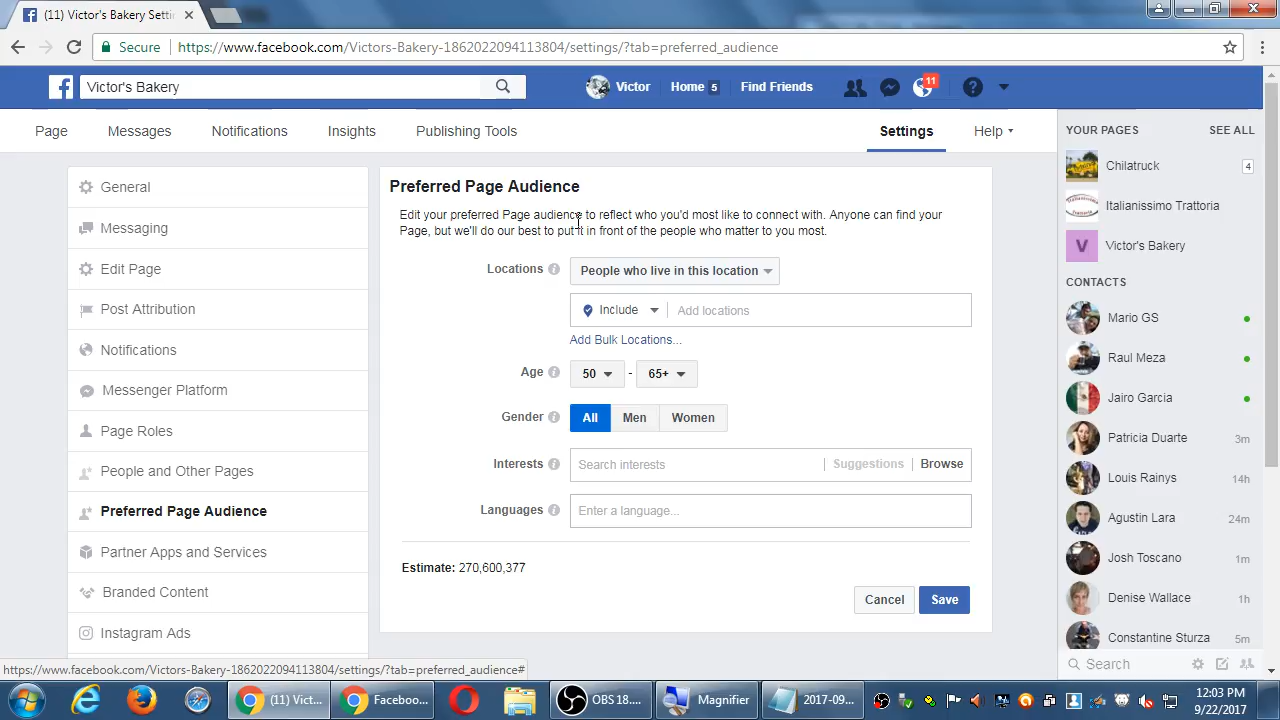 (11) Victor's Bakery Setti
Secure
https://www.facebook.com/Victors-Bakery-1862022094113804/settings/?tab=preferred_audience
Victor's Bakery
Victor
Home 5
Find Friends
11
Page
Messages
Notifications
Insights
Publishing Tools
Settings
Help
General
Messaging
Edit Page
Post Attribution
Notifications
Messenger Platform
Page Roles
People and Other Pages
Preferred Page Audience
Partner Apps and Services
Branded Content
Instagram Ads
Preferred Page Audience
Edit your preferred Page audience to reflect who you'd most like to connect with. Anyone can find your
Page, but we'll do our best to put it in front of the people who matter to you most.
Locations
People who live in this location
Include
Add locations
Add Bulk Locations...
Age
50 - 65+
Gender
All Men Women
Interests
Search interests
Suggestions
Browse
Languages
Enter a language...
Estimate: 270,600,377
Cancel
Save
YOUR PAGES
SEE ALL
Chilatruck
4
Italianissimo Trattoria
V
Victor's Bakery
CONTACTS
Mario GS
Raul Meza
Jairo Garcia
Patricia Duarte 3m
Louis Rainys 14h
Agustin Lara 24m
Josh Toscano 1m
Denise Wallace 1h
Constantine Sturza 5m
Search
https://www.facebook.com/Victors-Bakery-1862022094113804/settings/?tab=preferred_audience#
(11) Vict...
Faceboo...
OBS 18....
Magnifier
2017-09...
12:03 PM
9/22/2017